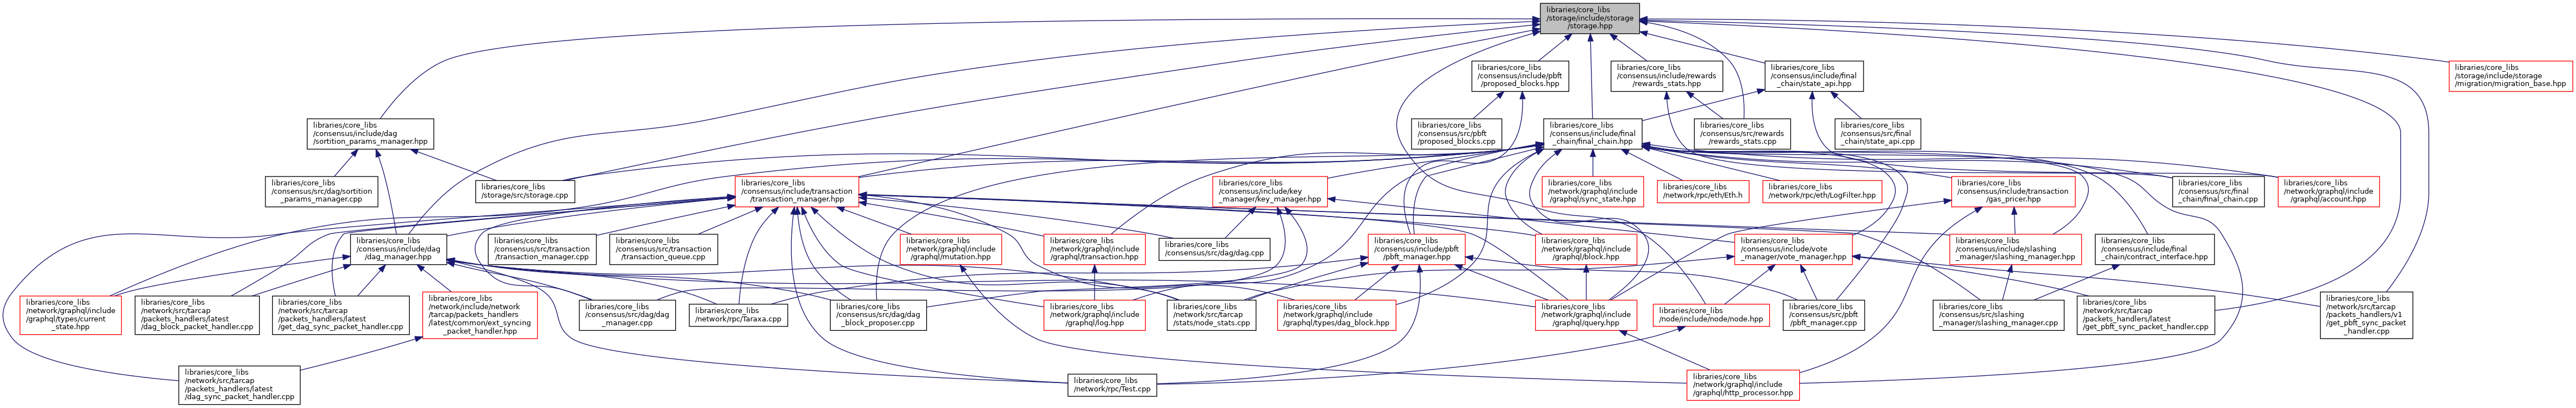 libraries/core_libs
/storage/include/storage
/storage.hpp
libraries/core_libs
/consensus/include/pbft
/proposed_blocks.hpp
libraries/core_libs
/consensus/include/rewards
/rewards_stats.hpp
libraries/core_libs
/consensus/include/final
_chain/state_api.hpp
libraries/core_libs
/storage/include/storage
/migration/migration_base.hpp
libraries/core_libs
/consensus/include/dag
/sortition_params_manager.hpp
libraries/core_libs
/consensus/src/pbft
/proposed_blocks.cpp
libraries/core_libs
/consensus/include/final
_chain/final_chain.hpp
libraries/core_libs
/consensus/src/rewards
/rewards_stats.cpp
libraries/core_libs
/consensus/src/final
_chain/state_api.cpp
libraries/core_libs
/consensus/src/dag/sortition
_params_manager.cpp
libraries/core_libs
/storage/src/storage.cpp
libraries/core_libs
/consensus/include/transaction
/transaction_manager.hpp
libraries/core_libs
/consensus/include/key
_manager/key_manager.hpp
libraries/core_libs
/network/graphql/include
/graphql/sync_state.hpp
libraries/core_libs
/network/rpc/eth/Eth.h
libraries/core_libs
/network/rpc/eth/LogFilter.hpp
libraries/core_libs
/consensus/include/transaction
/gas_pricer.hpp
libraries/core_libs
/consensus/src/final
_chain/final_chain.cpp
libraries/core_libs
/network/graphql/include
/graphql/account.hpp
libraries/core_libs
/consensus/include/dag
/dag_manager.hpp
libraries/core_libs
/consensus/src/transaction
/transaction_manager.cpp
libraries/core_libs
/consensus/src/transaction
/transaction_queue.cpp
libraries/core_libs
/network/graphql/include
/graphql/mutation.hpp
libraries/core_libs
/network/graphql/include
/graphql/transaction.hpp
libraries/core_libs
/consensus/src/dag/dag.cpp
libraries/core_libs
/consensus/include/pbft
/pbft_manager.hpp
libraries/core_libs
/network/graphql/include
/graphql/block.hpp
libraries/core_libs
/consensus/include/vote
_manager/vote_manager.hpp
libraries/core_libs
/consensus/include/slashing
_manager/slashing_manager.hpp
libraries/core_libs
/consensus/include/final
_chain/contract_interface.hpp
libraries/core_libs
/network/graphql/include
/graphql/types/current
_state.hpp
libraries/core_libs
/network/src/tarcap
/packets_handlers/latest
/dag_block_packet_handler.cpp
libraries/core_libs
/network/src/tarcap
/packets_handlers/latest
/get_dag_sync_packet_handler.cpp
libraries/core_libs
/network/include/network
/tarcap/packets_handlers
/latest/common/ext_syncing
_packet_handler.hpp
libraries/core_libs
/consensus/src/dag/dag
_manager.cpp
libraries/core_libs
/network/rpc/Taraxa.cpp
libraries/core_libs
/consensus/src/dag/dag
_block_proposer.cpp
libraries/core_libs
/network/graphql/include
/graphql/log.hpp
libraries/core_libs
/network/src/tarcap
/stats/node_stats.cpp
libraries/core_libs
/network/graphql/include
/graphql/types/dag_block.hpp
libraries/core_libs
/network/graphql/include
/graphql/query.hpp
libraries/core_libs
/node/include/node/node.hpp
libraries/core_libs
/consensus/src/pbft
/pbft_manager.cpp
libraries/core_libs
/consensus/src/slashing
_manager/slashing_manager.cpp
libraries/core_libs
/network/src/tarcap
/packets_handlers/latest
/get_pbft_sync_packet_handler.cpp
libraries/core_libs
/network/src/tarcap
/packets_handlers/v1
/get_pbft_sync_packet
_handler.cpp
libraries/core_libs
/network/src/tarcap
/packets_handlers/latest
/dag_sync_packet_handler.cpp
libraries/core_libs
/network/rpc/Test.cpp
libraries/core_libs
/network/graphql/include
/graphql/http_processor.hpp